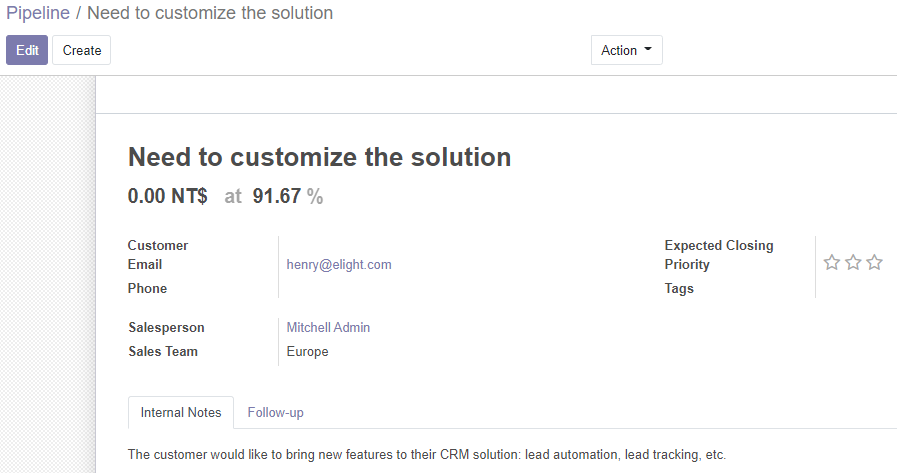 Pipeline / Need to customize the solution
Edit Create Action
Need to customize the solution
0.00 NT$ at 91.67 %
Customer
Email henry@elight.com
Phone
Expected Closing
Priority
Tags
Salesperson Mitchell Admin
Sales Team Europe
Internal Notes Follow-up
The customer would like to bring new features to their CRM solution: lead automation, lead tracking, etc.